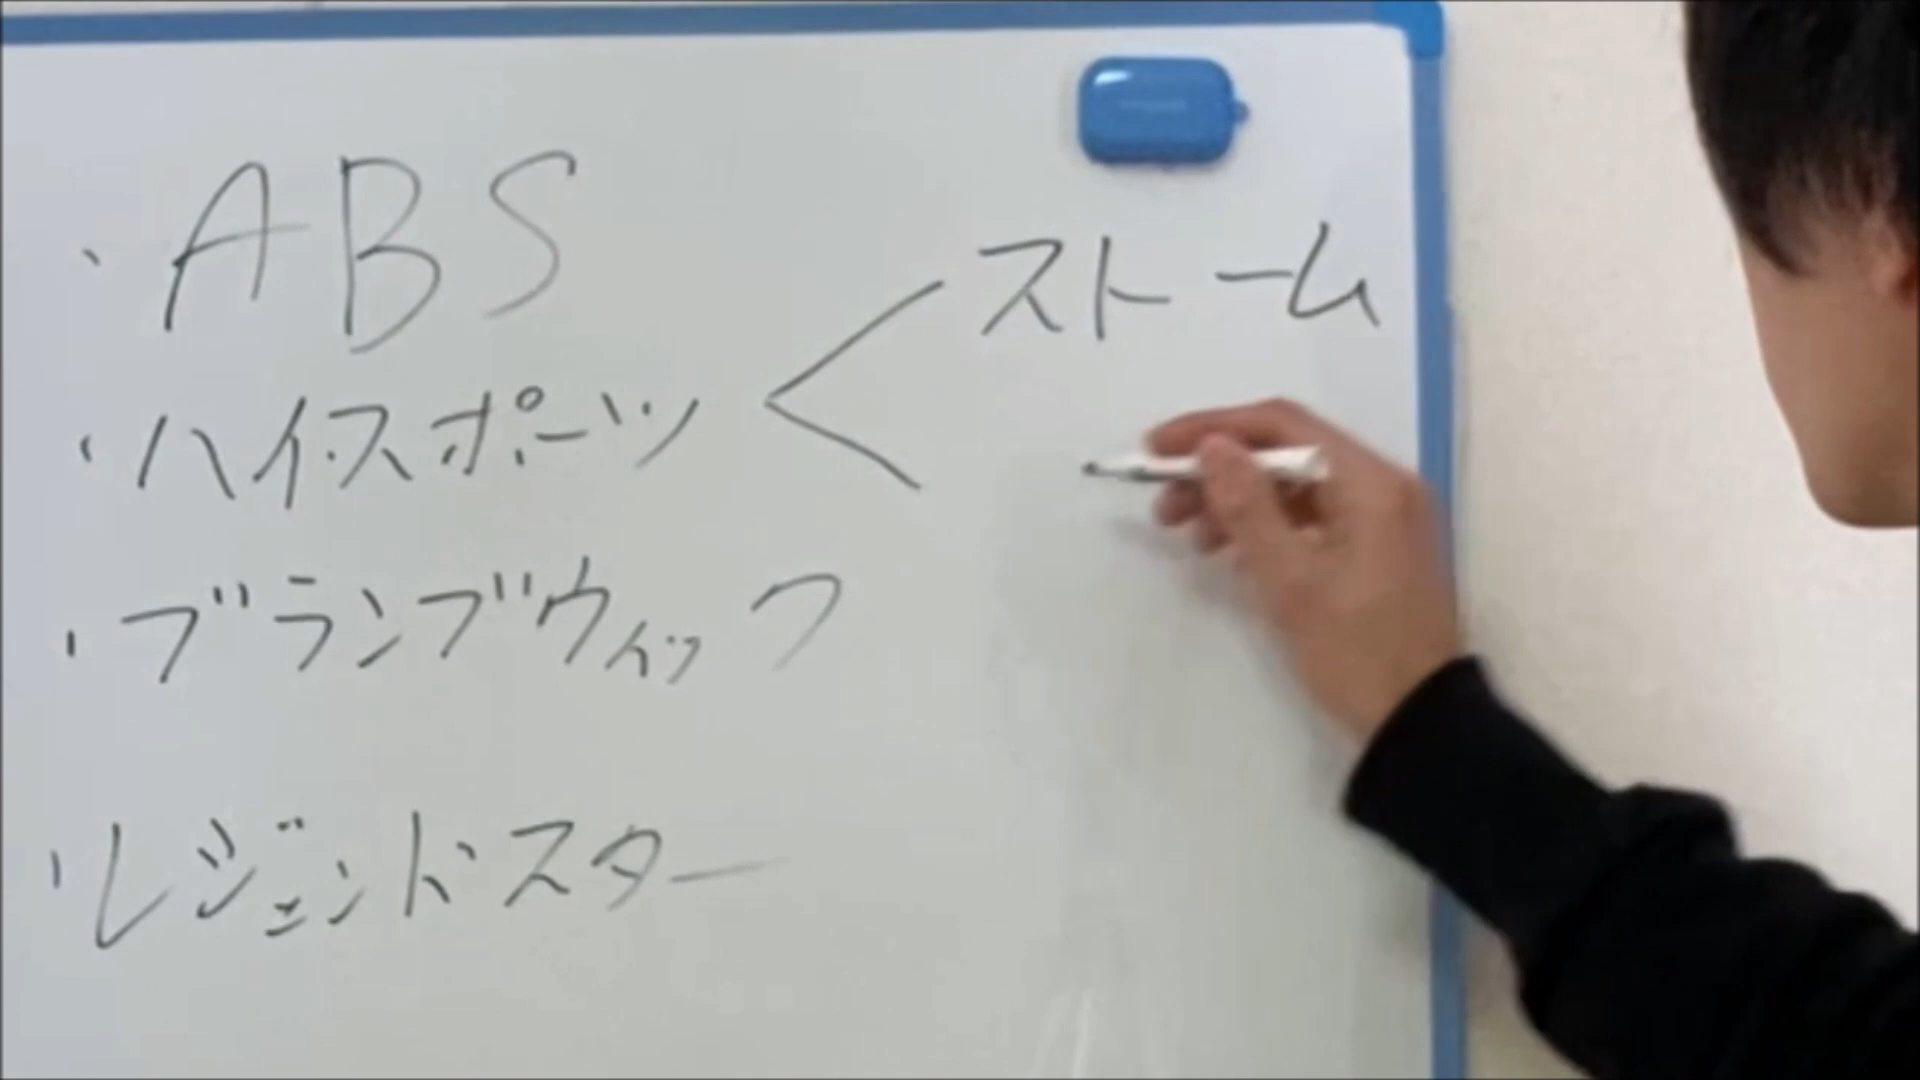 ・ABS
・ハイスポーツ
ストーム
・ブランズウィック
・レジェンドスター